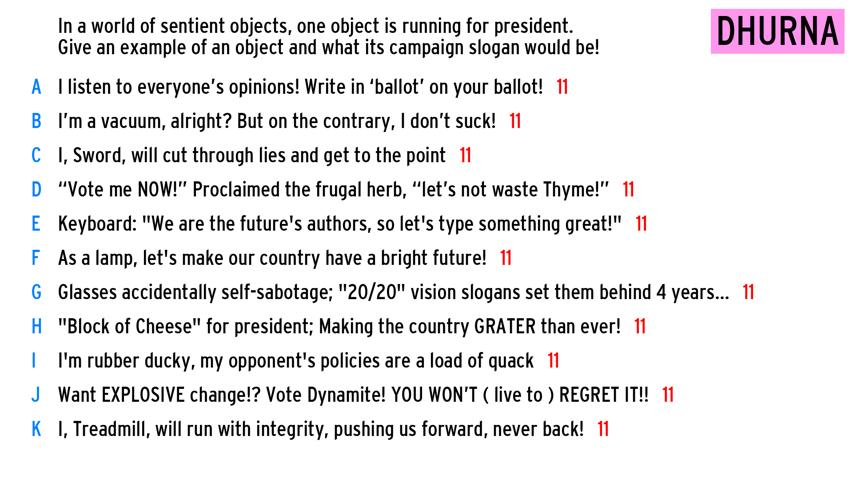 In a world of sentient objects, one object is running for president.
Give an example of an object and what its campaign slogan would be!
DHURNA
A I listen to everyone’s opinions! Write in ‘ballot’ on your ballot! 11
B I’m a vacuum, alright? But on the contrary, I don’t suck! 11
C I, Sword, will cut through lies and get to the point 11
D “Vote me NOW!” Proclaimed the frugal herb, “let’s not waste Thyme!” 11
E Keyboard: "We are the future's authors, so let's type something great!" 11
F As a lamp, let's make our country have a bright future! 11
G Glasses accidentally self-sabotage; "20/20" vision slogans set them behind 4 years... 11
H "Block of Cheese" for president; Making the country GRATER than ever! 11
I I'm rubber ducky, my opponent's policies are a load of quack 11
J Want EXPLOSIVE change!? Vote Dynamite! YOU WON'T ( live to ) REGRET IT!! 11
K I, Treadmill, will run with integrity, pushing us forward, never back! 11